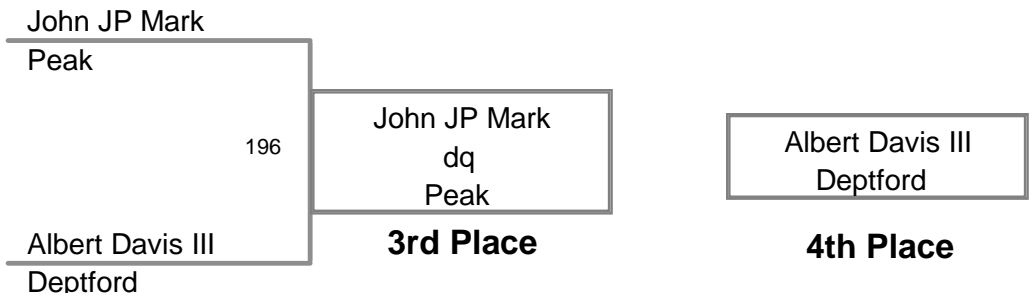 John JP Mark
Peak
196
John JP Mark
dq
Peak
Albert Davis III
Deptford
Albert Davis III
Deptford
3rd Place
4th Place